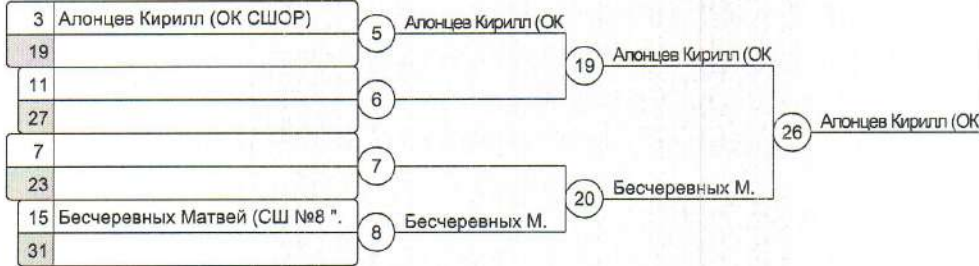 3 Алонцев Кирилл (ОК СШОР)
19
11
27
7
23
15 Бесчеревных Матвей (СШ №8 ".
31
5 Алонцев Кирилл (ОК
6
7
8 Бесчеревных М.
19 Алонцев Кирилл (ОК
20 Бесчеревных М.
26 Алонцев Кирилл (ОК